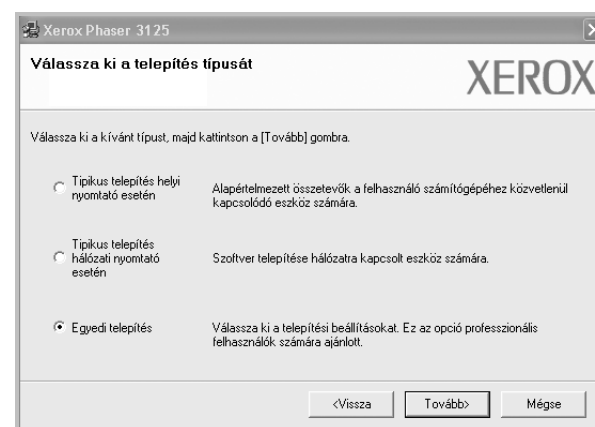 Xerox Phaser 3125
Válassza ki a telepítés típusát
XEROX
Válassza ki a kívánt típust, majd kattintson a [Tovább] gombra.
Tipikus telepítés helyi
nyomtató esetén
Alapértelmezett összetevők a felhasználó számítógépéhez közvetlenül
kapcsolódó eszköz számára.
Tipikus telepítés
hálózati nyomtató
esetén
Szoftver telepítése hálózatra kapcsolt eszköz számára.
Egyedi telepítés
Válassza ki a telepítési beállításokat. Ez az opció professzionális
felhasználók számára ajánlott.
<Vissza
Tovább>
Mégse